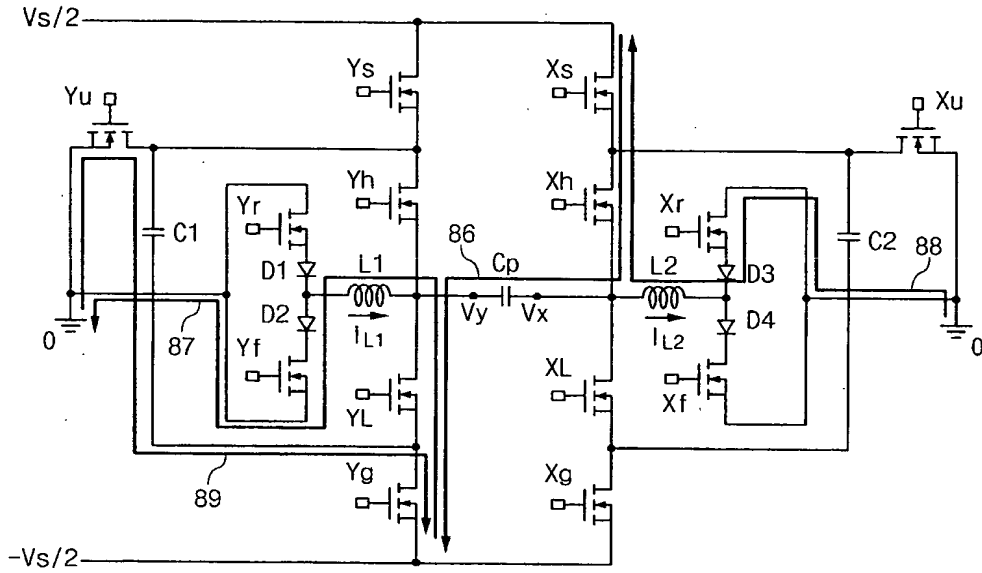 Vs/2
Ys
Xs
Yu
Xu
Yh
Xh
Yr
Xr
C1
86
C2
D1
L1
Cp
L2
D3
88
D2
Vy
Vx
D4
0
87
IL1
IL2
0
Yf
YL
XL
Xf
Yg
Xg
89
-Vs/2